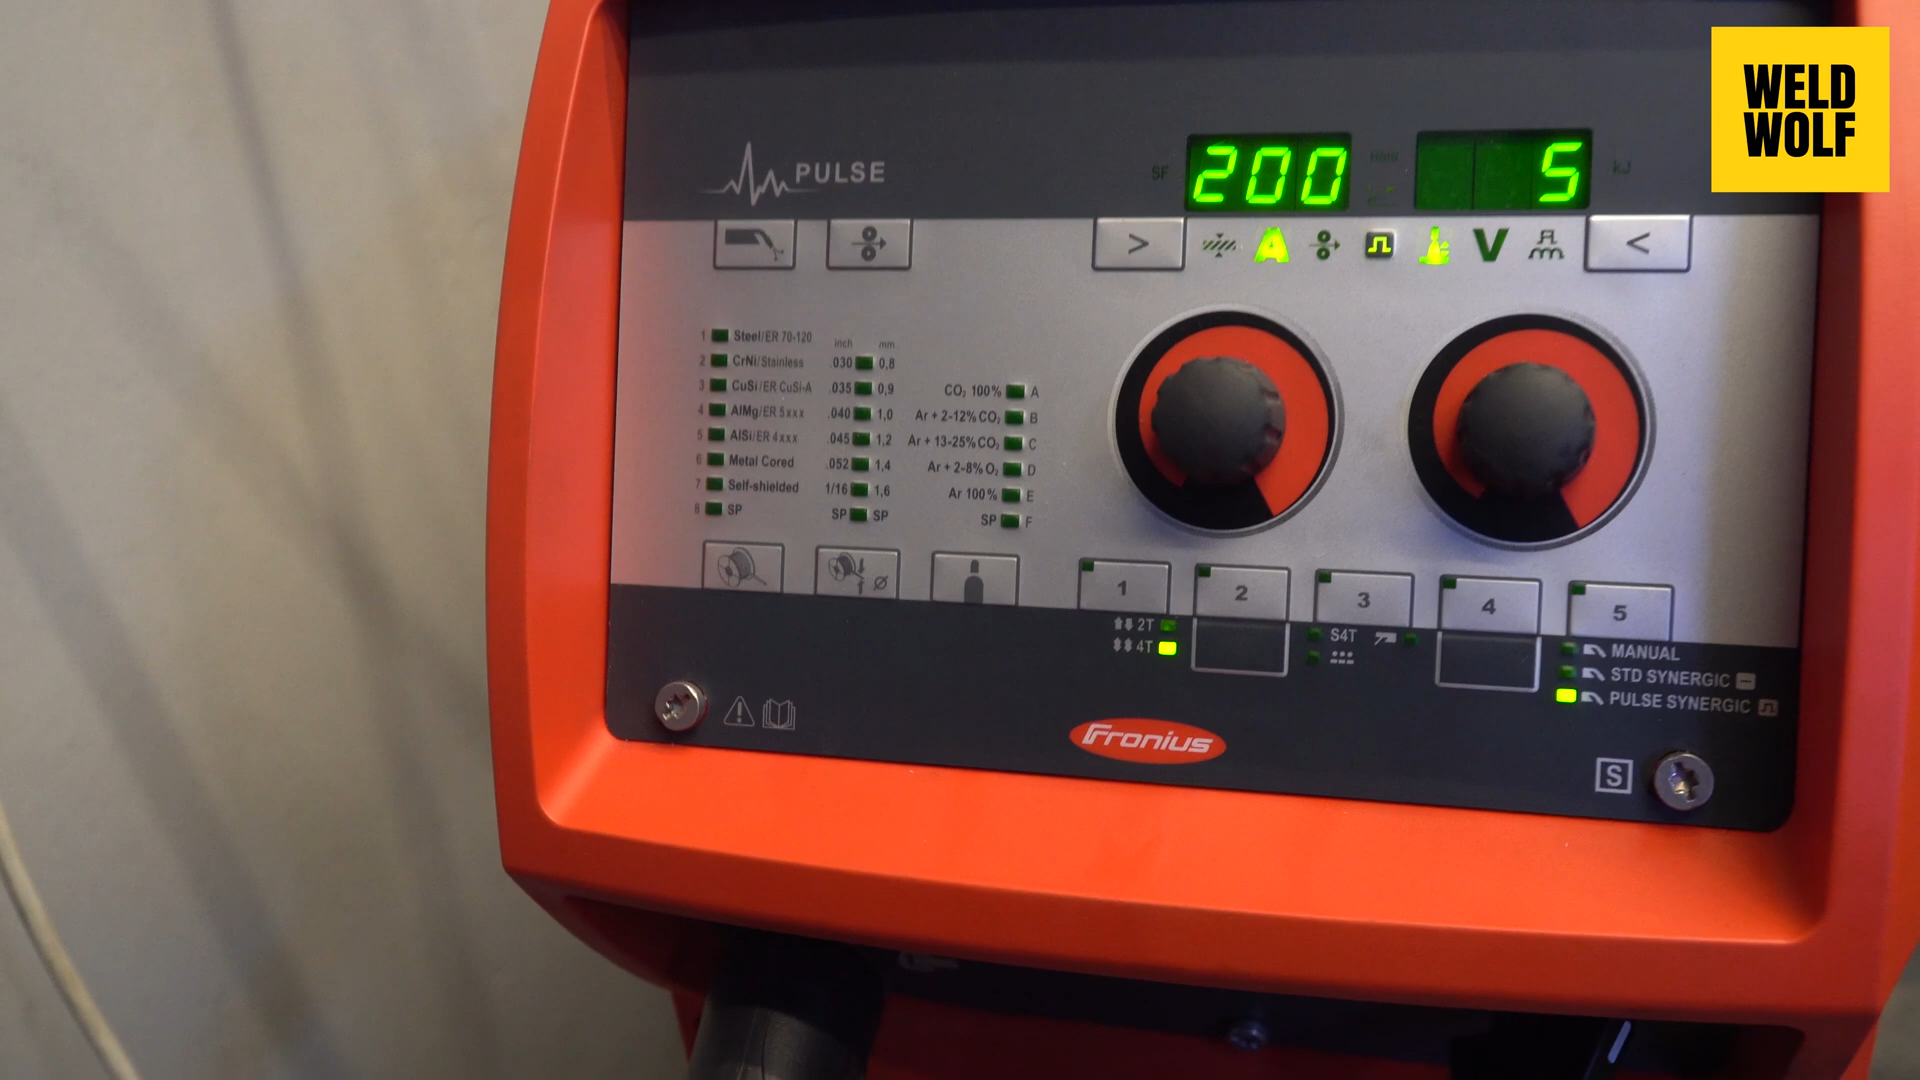 WELD
WOLF
PULSE
SF 200 Hold 5 kJ
> A V <
1 Steel/ER 70-120
2 CrNi/Stainless
3 CuSi/ER CuSi-A
4 AlMg/ER 5xxx
5 AlSi/ER 4xxx
6 Metal Cored
7 Self-shielded
8 SP
inch mm
.030 0,8
.035 0,9
.040 1,0
.045 1,2
.052 1,4
1/16 1,6
SP SP
CO₂ 100% A
Ar + 2-12% CO₂ B
Ar + 13-25% CO₂ C
Ar + 2-8% O₂ D
Ar 100% E
SP F
1 2 3 4 5
2T
4T
S4T
MANUAL
STD SYNERGIC
PULSE SYNERGIC
Fronius
S